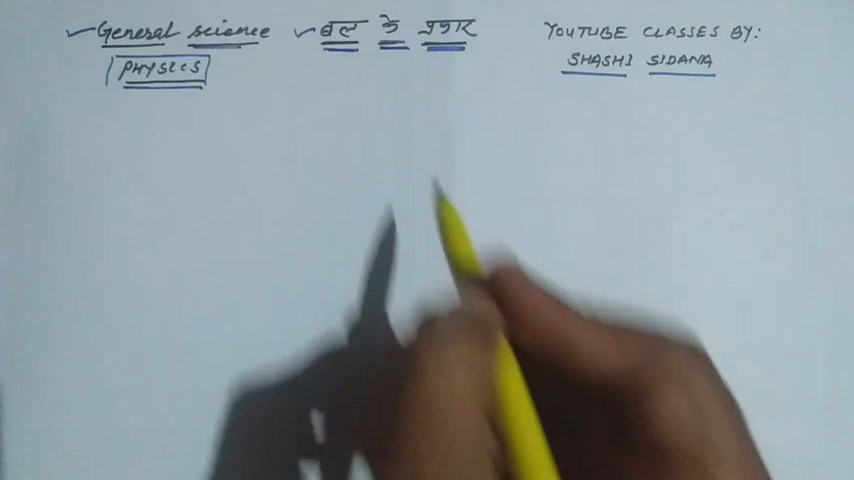 General science
PHYSICS
बल के प्रकार
YOUTUBE CLASSES BY:
SHASHI SIDANA